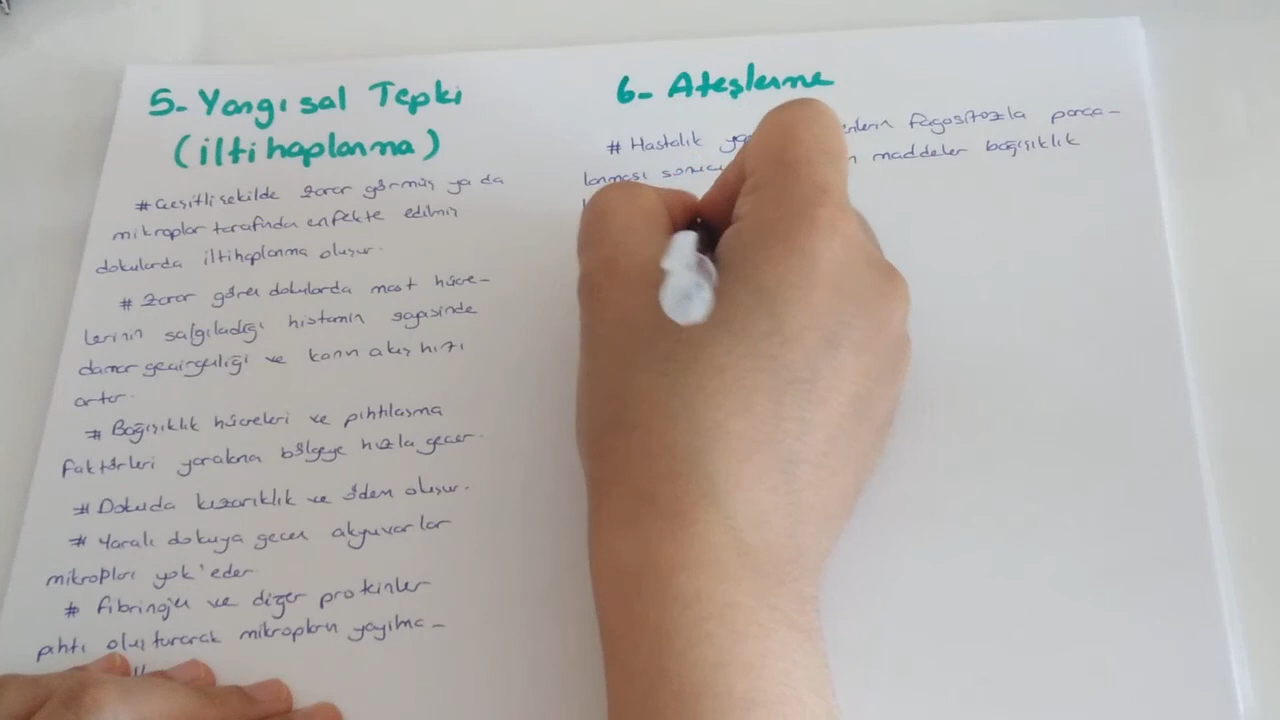 5- Yangısal Tepki
(iltihaplanma)
# Çeşitli şekilde zarar görmüş ya da
mikroplar tarafında enfekte edilmiş
dokularda iltihaplanma oluşur.
# Zarar gören dokularda mast hücre-
lerinin salgıladığı histamin sayesinde
damar geçirgenliği ve kanın akış hızı
artar.
# Bağışıklık hücreleri ve pıhtılaşma
faktörleri yaralanan bölgeye hızla geçer.
# Dokuda kızarıklık ve ödem oluşur.
# Yaralı dokuya geçen akyuvarlar
mikropları yok eder
# Fibrinojen ve diğer proteinler
pıhtı oluşturarak mikropların yayılma-
6- Ateşlenme
# Hastalık fagositozla parça-
lanması maddeler bağışıklık